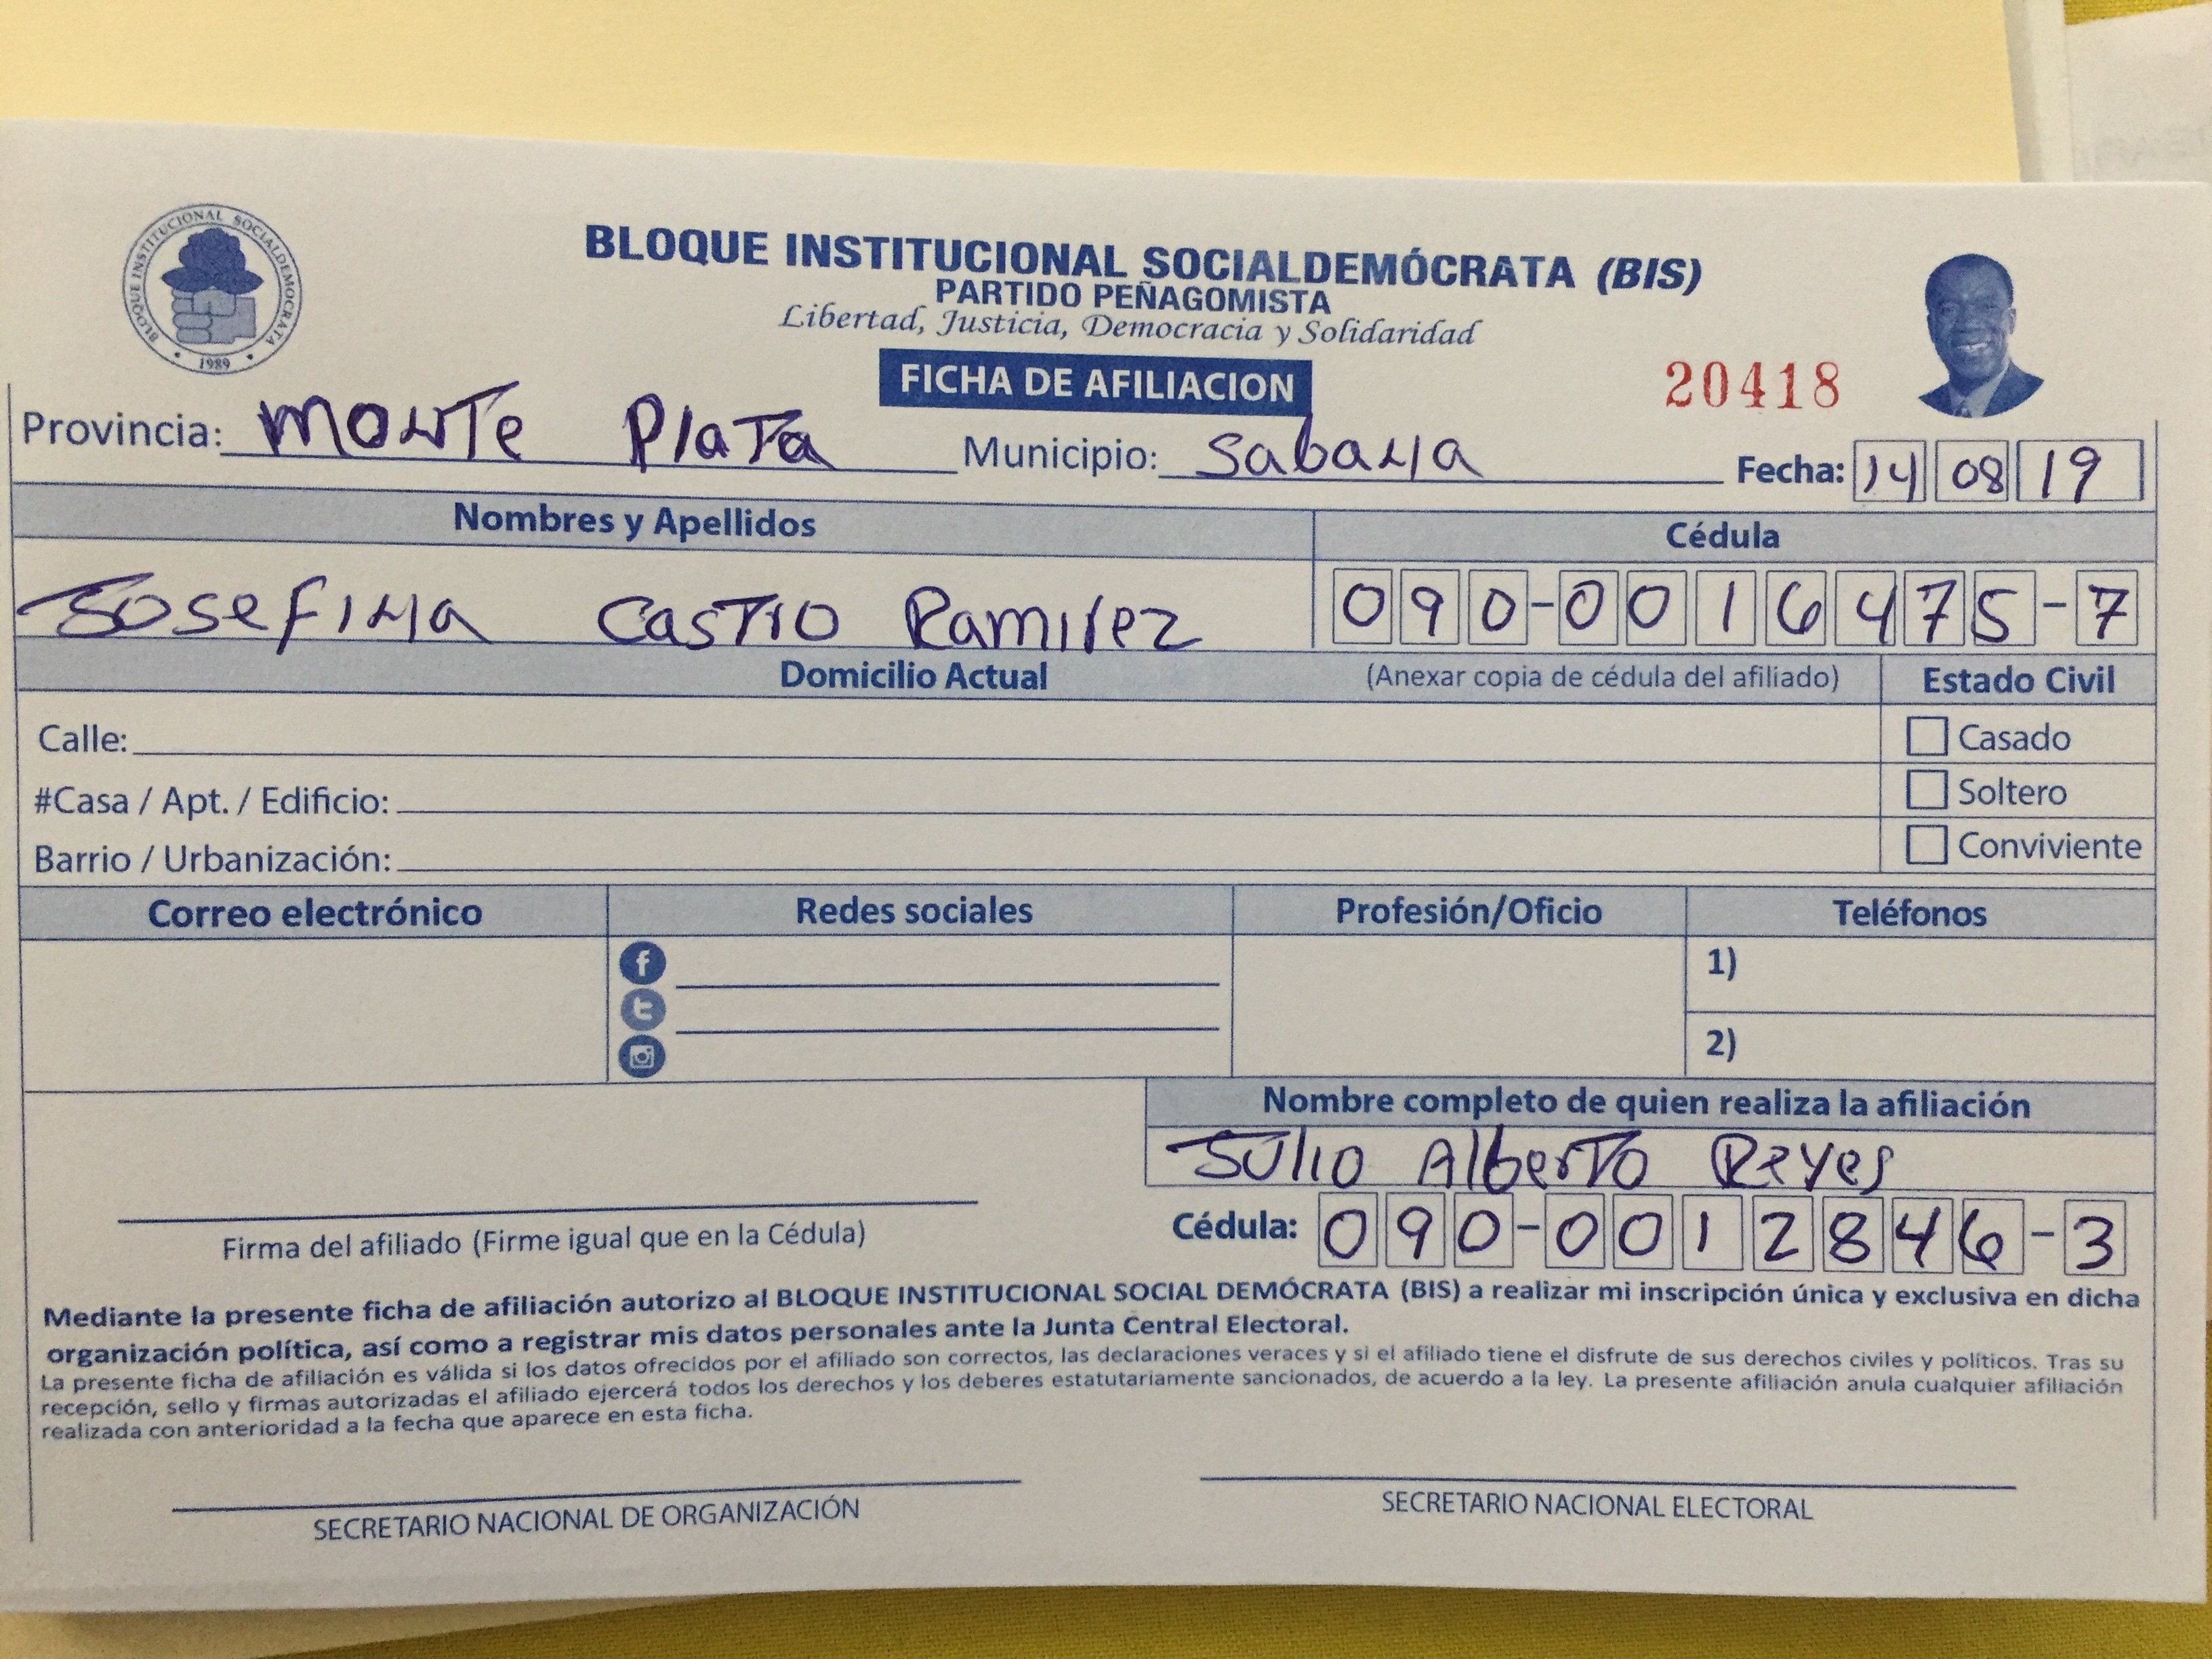 BLOQUE INSTITUCIONAL SOCIALDEMOCRATA
1989
BLOQUE INSTITUCIONAL SOCIALDEMÓCRATA (BIS)
PARTIDO PEÑAGOMISTA
Libertad, Justicia, Democracia y Solidaridad
FICHA DE AFILIACION
20418
Provincia: Monte Plata Municipio: Sabana Fecha: 14 08 19
Nombres y Apellidos Cédula
Josefina Castro Ramirez 090-0016475-7
Domicilio Actual (Anexar copia de cédula del afiliado) Estado Civil
Calle: Casado
#Casa / Apt. / Edificio: Soltero
Barrio / Urbanización: Conviviente
Correo electrónico Redes sociales Profesión/Oficio Teléfonos
1)
2)
Nombre completo de quien realiza la afiliación
Julio Alberto Reyes
Cédula: 090-0012846-3
Firma del afiliado (Firme igual que en la Cédula)
Mediante la presente ficha de afiliación autorizo al BLOQUE INSTITUCIONAL SOCIAL DEMÓCRATA (BIS) a realizar mi inscripción única y exclusiva en dicha
organización política, así como a registrar mis datos personales ante la Junta Central Electoral.
La presente ficha de afiliación es válida si los datos ofrecidos por el afiliado son correctos, las declaraciones veraces y si el afiliado tiene el disfrute de sus derechos civiles y políticos. Tras su
recepción, sello y firmas autorizadas el afiliado ejercerá todos los derechos y los deberes estatutariamente sancionados, de acuerdo a la ley. La presente afiliación anula cualquier afiliación
realizada con anterioridad a la fecha que aparece en esta ficha.
SECRETARIO NACIONAL DE ORGANIZACIÓN SECRETARIO NACIONAL ELECTORAL